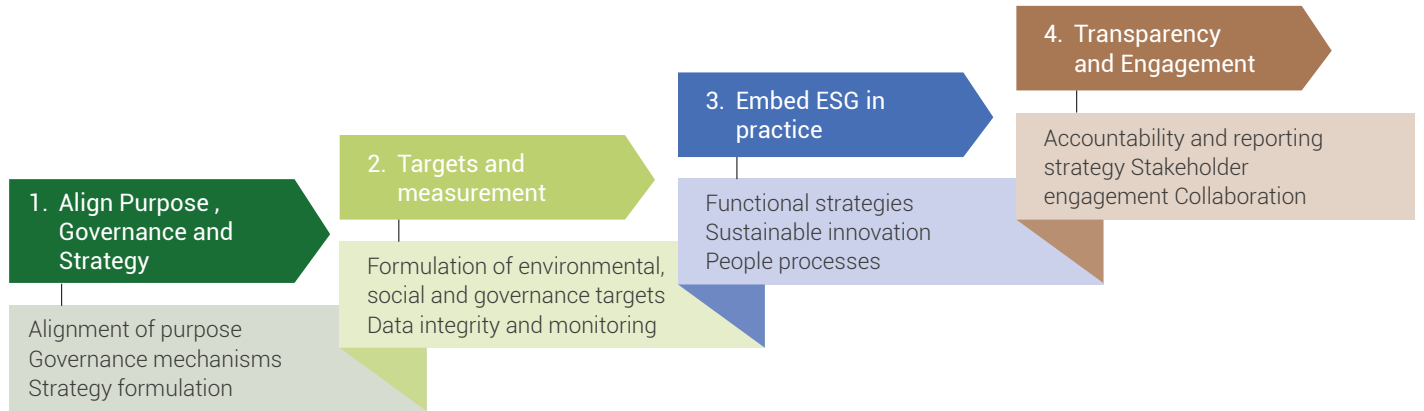 1. Align Purpose ,
Governance and
Strategy
Alignment of purpose
Governance mechanisms
Strategy formulation
2. Targets and
measurement
Formulation of environmental,
social and governance targets
Data integrity and monitoring
3. Embed ESG in
practice
Functional strategies
Sustainable innovation
People processes
4. Transparency
and Engagement
Accountability and reporting
strategy Stakeholder
engagement Collaboration